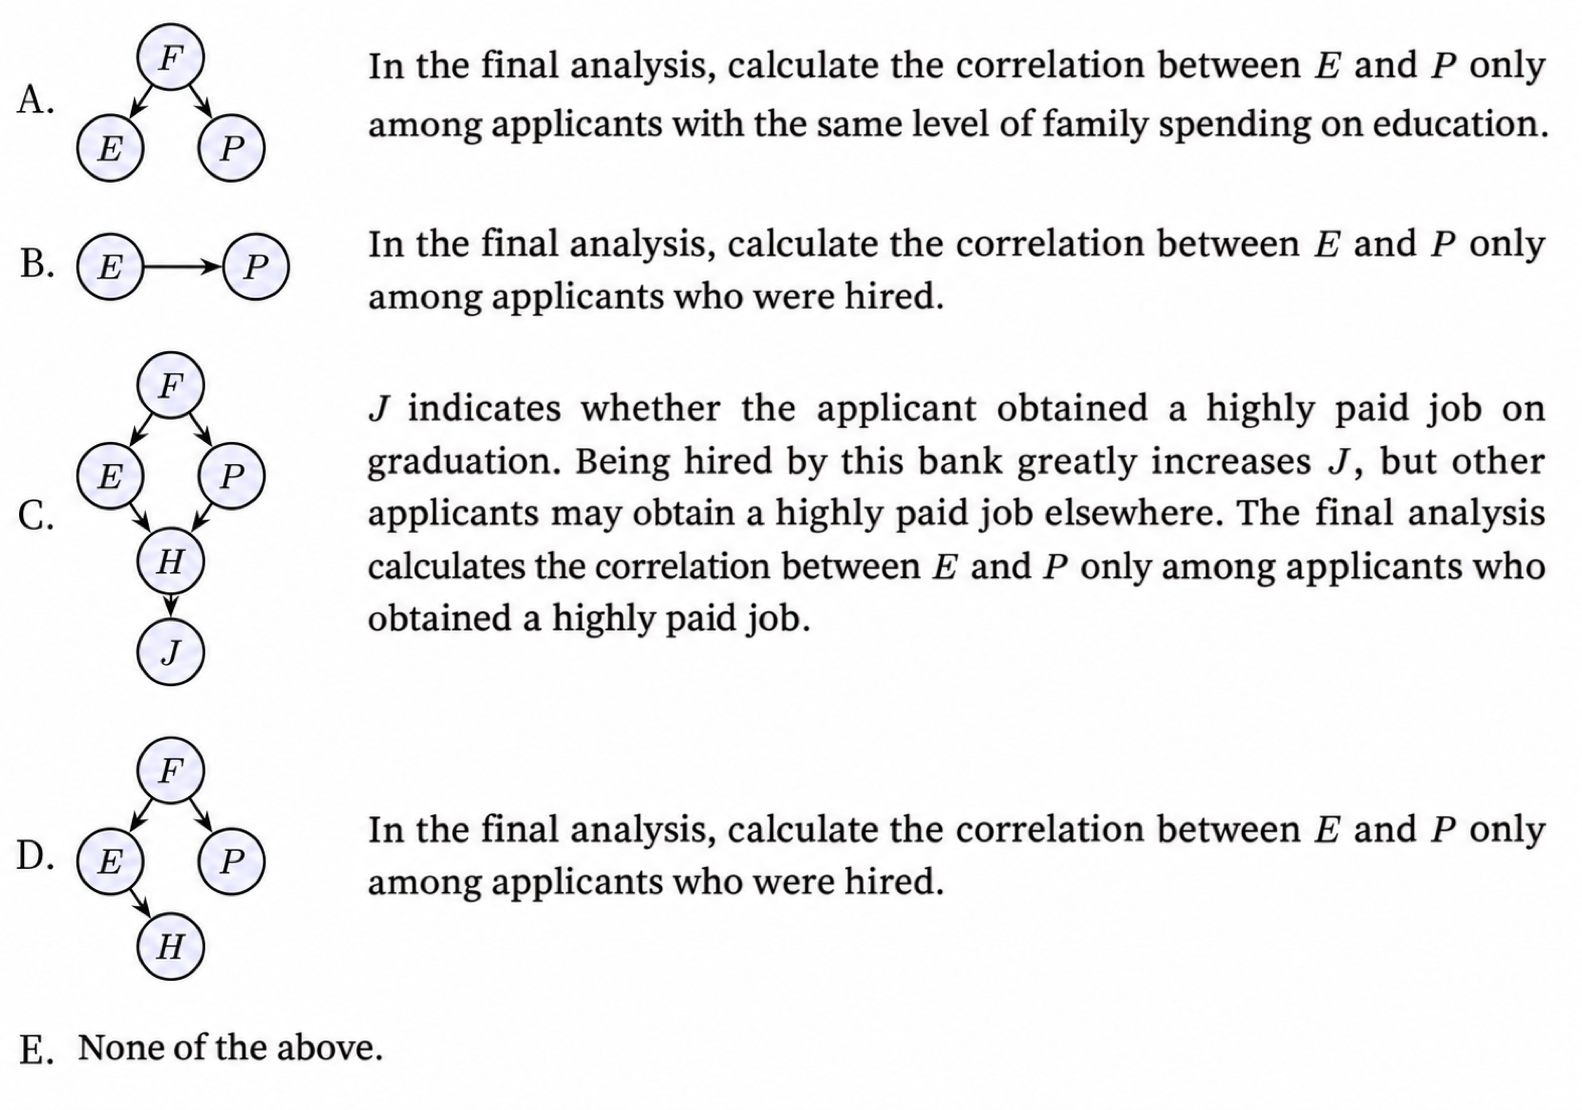 A.
F
E P
In the final analysis, calculate the correlation between E and P only
among applicants with the same level of family spending on education.
B. E P
In the final analysis, calculate the correlation between E and P only
among applicants who were hired.
C.
F
E P
H
J
J indicates whether the applicant obtained a highly paid job on
graduation. Being hired by this bank greatly increases J, but other
applicants may obtain a highly paid job elsewhere. The final analysis
calculates the correlation between E and P only among applicants who
obtained a highly paid job.
D.
F
E P
H
In the final analysis, calculate the correlation between E and P only
among applicants who were hired.
E. None of the above.